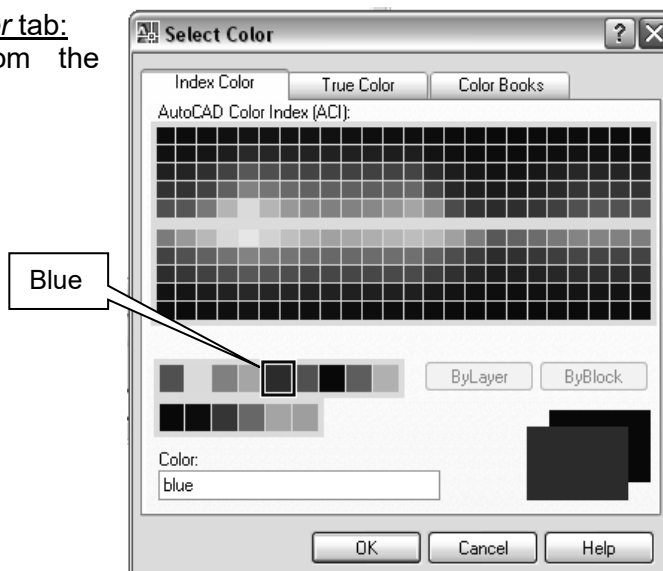 r tab:
om the
Select Color
Index Color True Color Color Books
AutoCAD Color Index (ACI):
Blue
ByLayer ByBlock
Color:
blue
OK Cancel Help